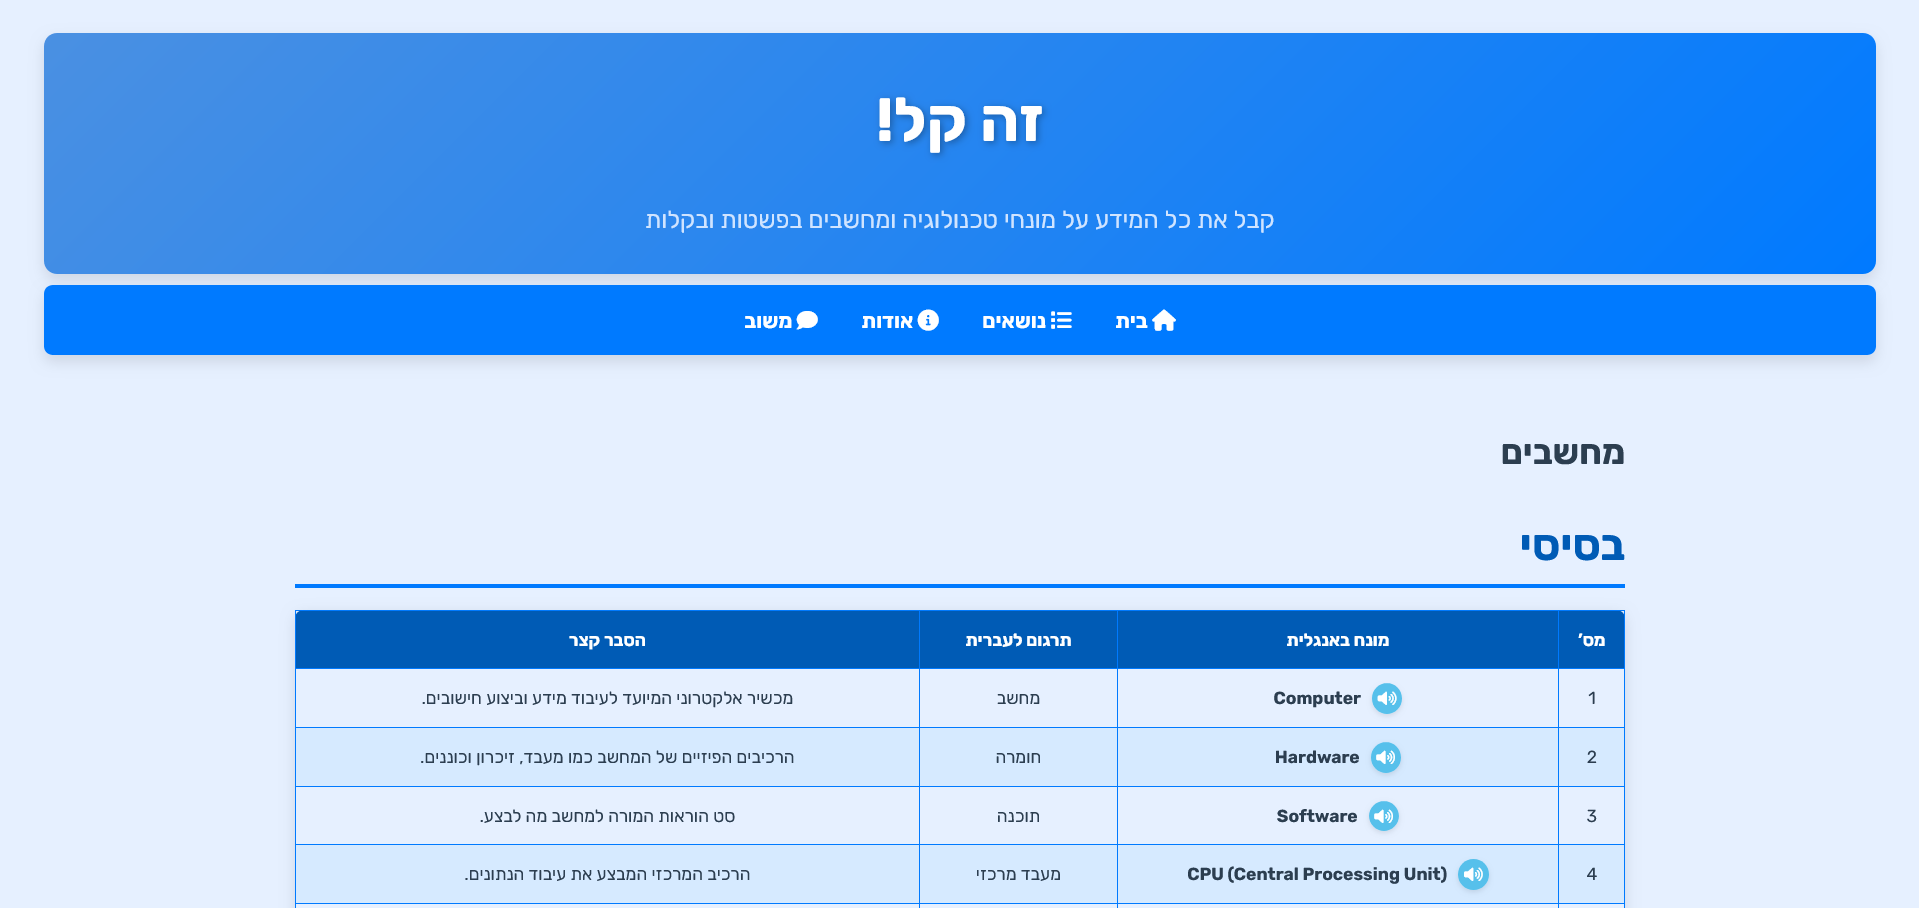 זה קל!
קבל את כל המידע על מונחי טכנולוגיה ומחשבים בפשטות ובקלות
בית נושאים אודות משוב
מחשבים
בסיסי
מס' מונח באנגלית תרגום לעברית הסבר קצר
1 Computer מחשב מכשיר אלקטרוני המיועד לעיבוד מידע וביצוע חישובים.
2 Hardware חומרה הרכיבים הפיזיים של המחשב כמו מעבד, זיכרון וכוננים.
3 Software תוכנה סט הוראות המורה למחשב מה לבצע.
4 CPU (Central Processing Unit) מעבד מרכזי הרכיב המרכזי המבצע את עיבוד הנתונים.